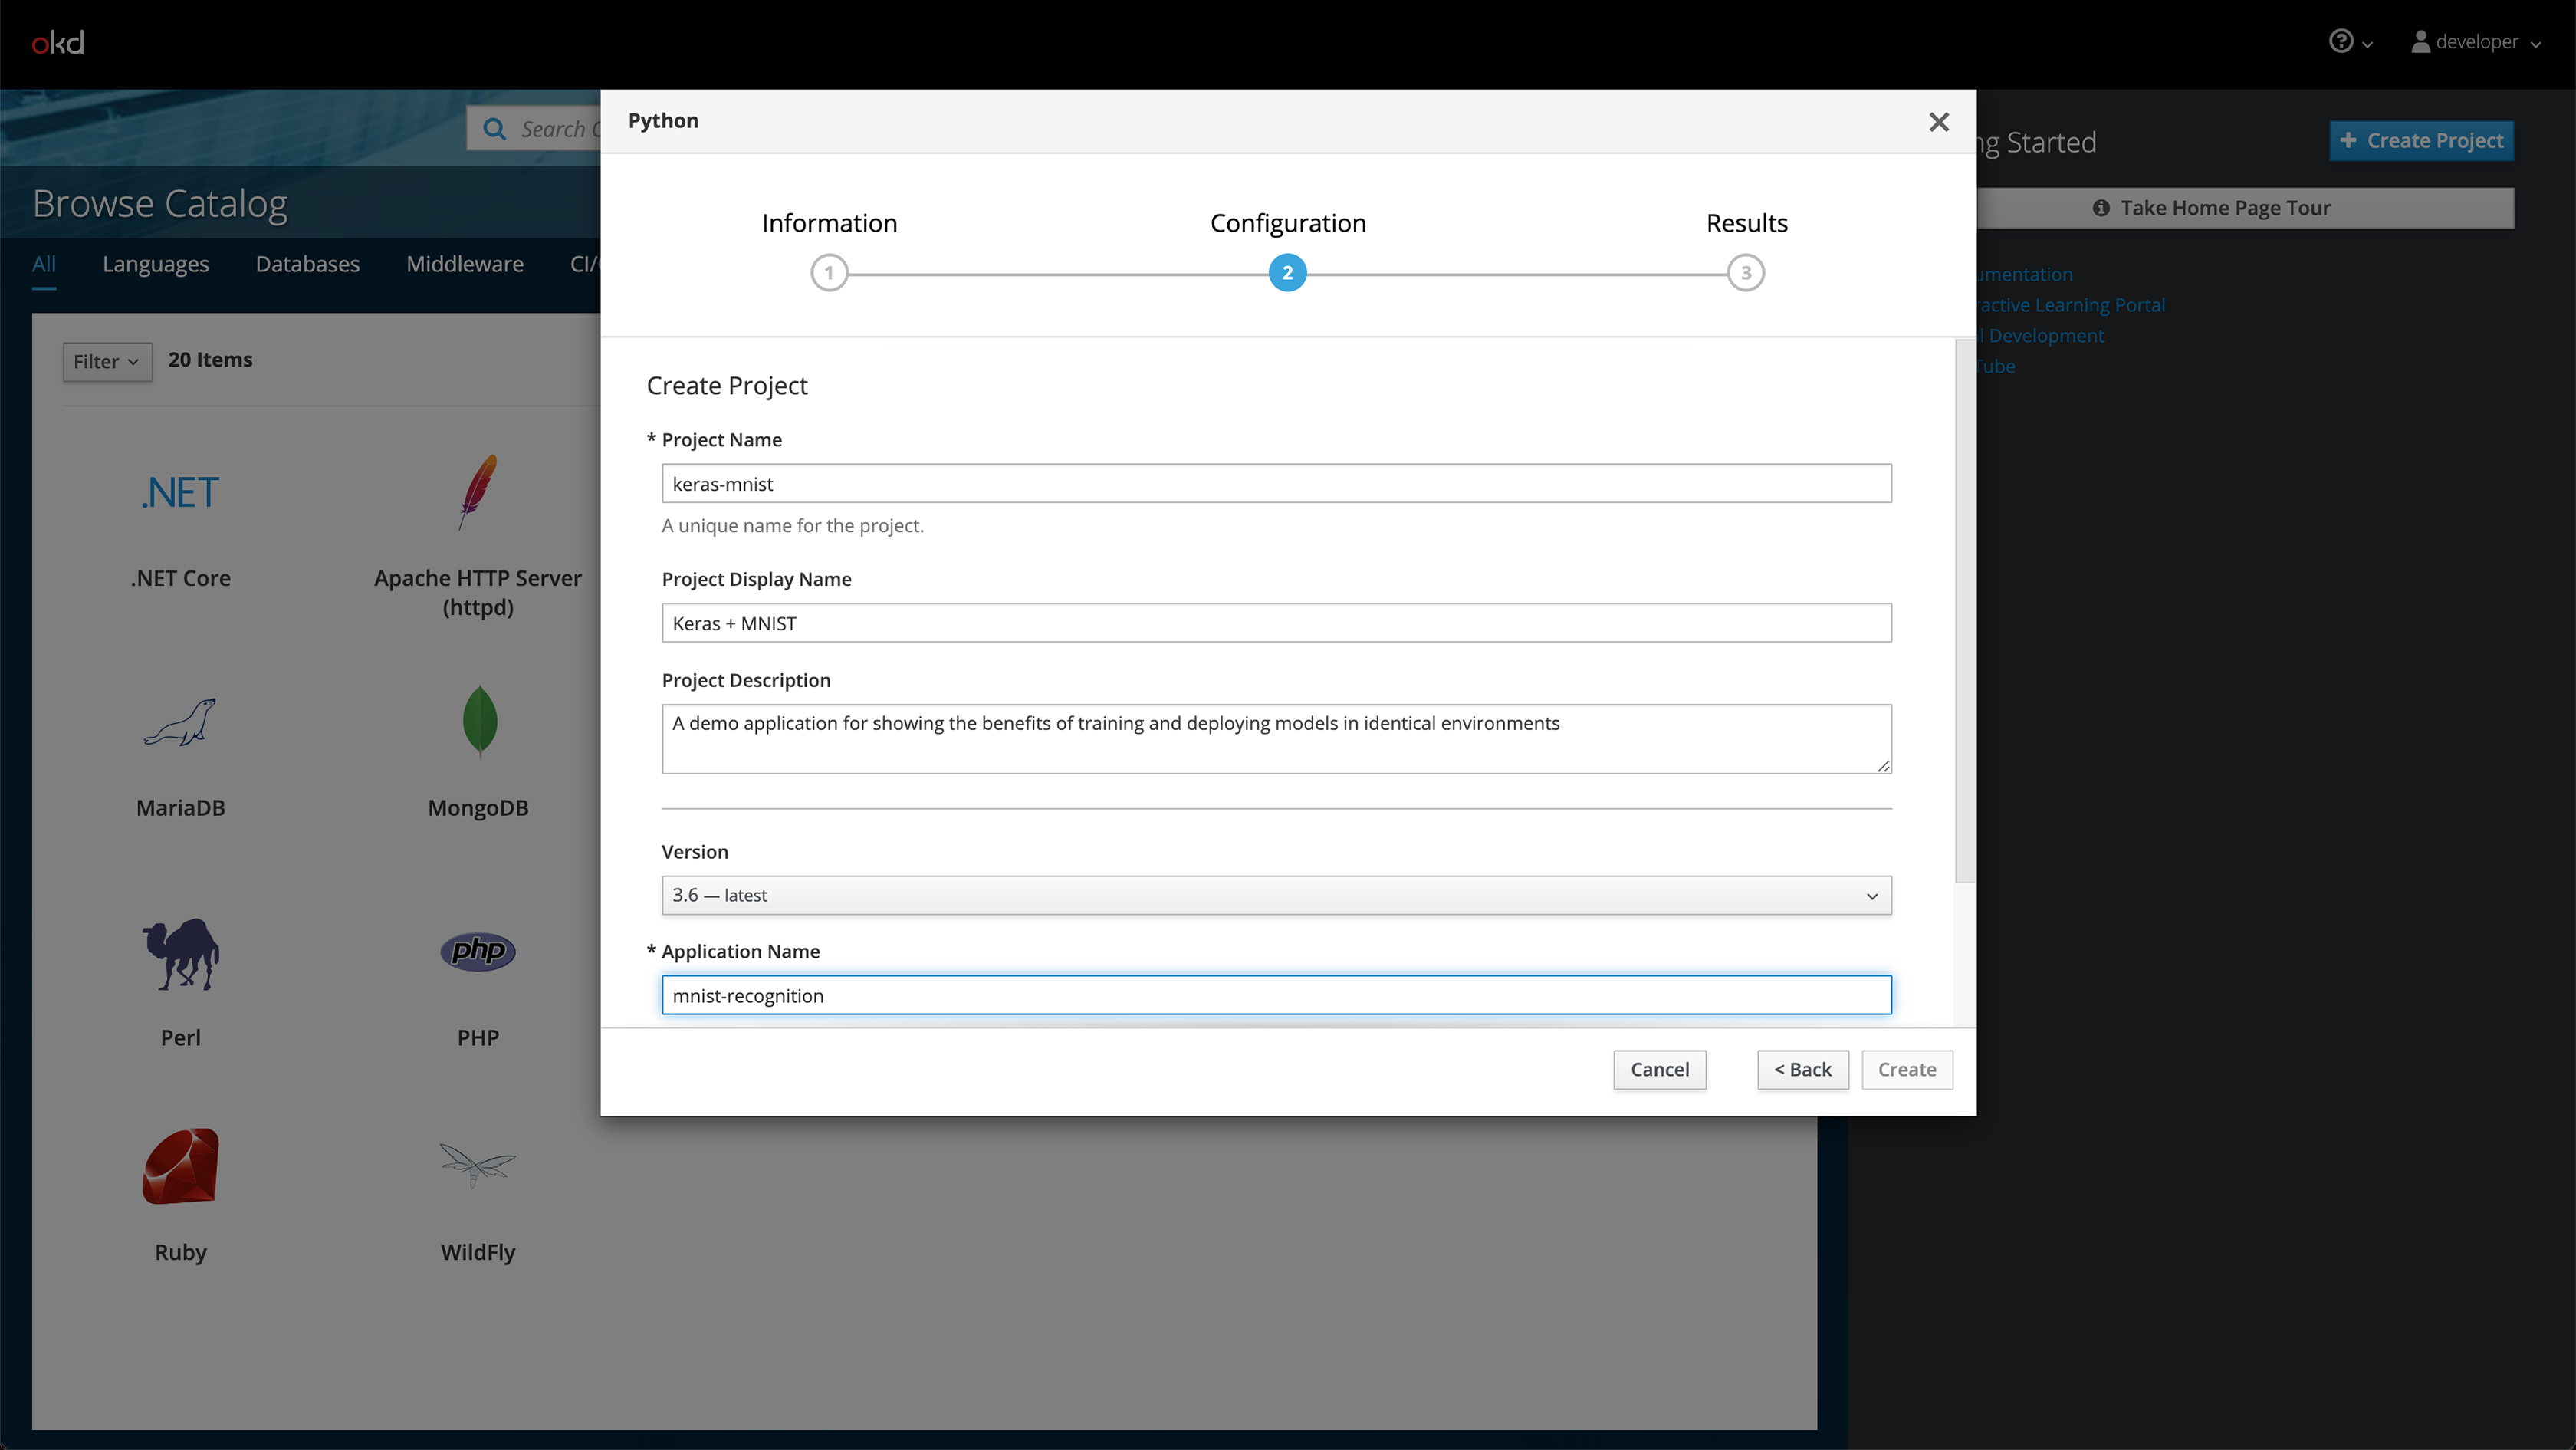 okd
developer
Search
Python
ng Started
Create Project
Take Home Page Tour
Browse Catalog
Information
Configuration
Results
1
2
3
All
Languages
Databases
Middleware
CI/
umentation
ractive Learning Portal
l Development
Tube
Filter
20 Items
Create Project
* Project Name
keras-mnist
A unique name for the project.
Project Display Name
Keras + MNIST
Project Description
A demo application for showing the benefits of training and deploying models in identical environments
Version
3.6 — latest
* Application Name
mnist-recognition
Cancel
< Back
Create
.NET
.NET Core
Apache HTTP Server
(httpd)
MariaDB
MongoDB
php
Perl
PHP
Ruby
WildFly